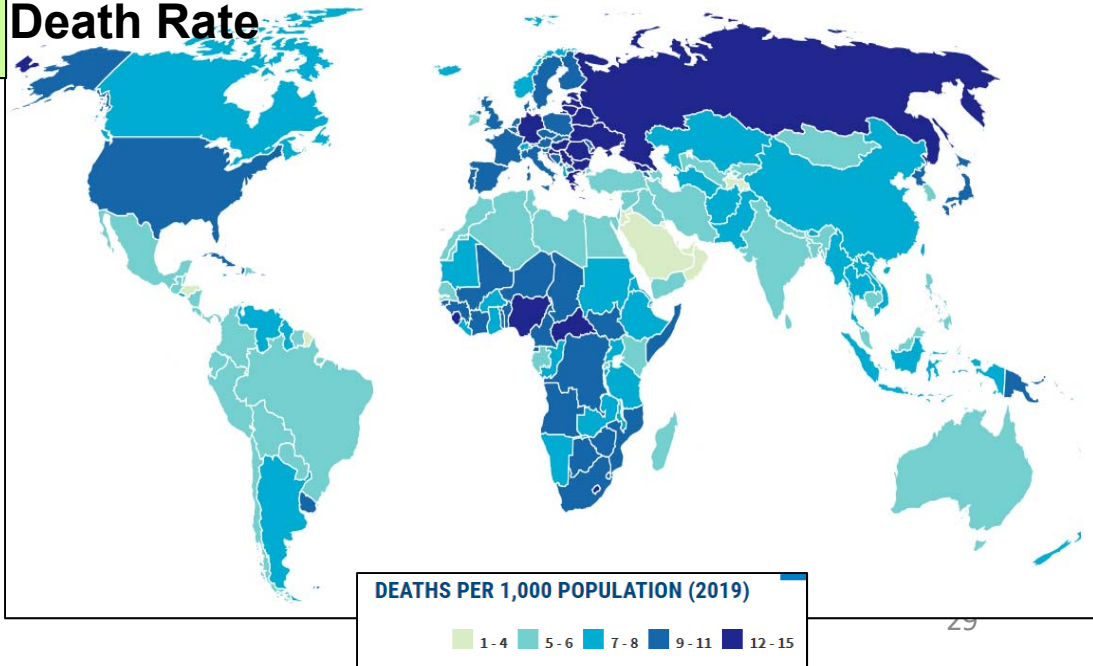 Death Rate
DEATHS PER 1,000 POPULATION (2019)
1 - 4 5 - 6 7 - 8 9 - 11 12 - 15
29